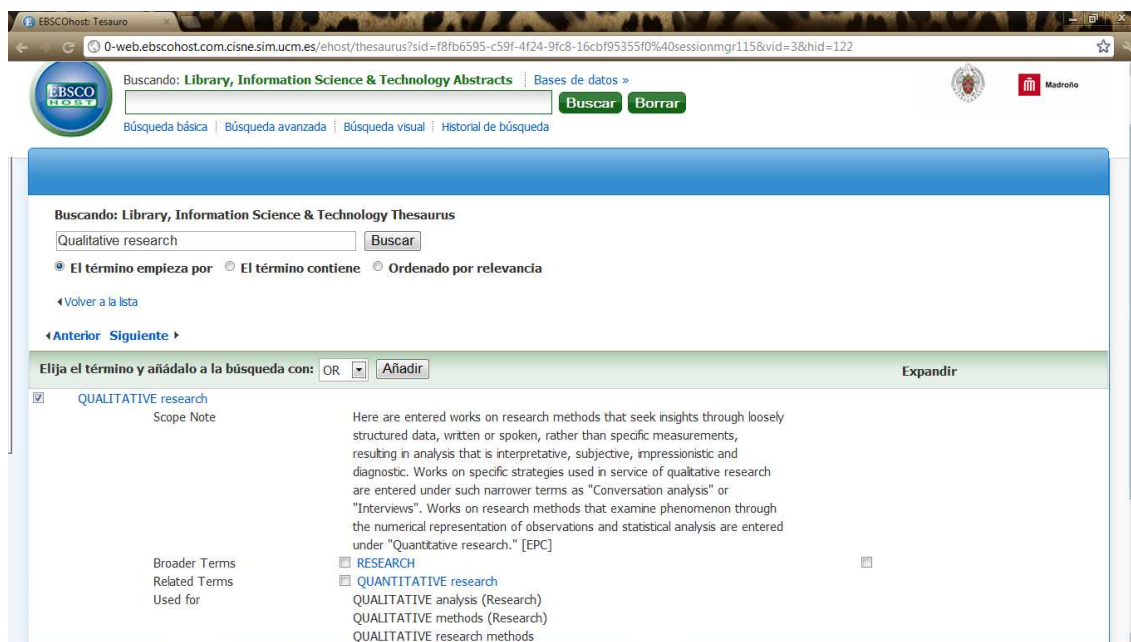 EBSCOhost: Tesauro
0-web.ebscohost.com.cisne.sim.ucm.es/ehost/thesaurus?sid=f8fb6595-c59f-4f24-9fc8-16cbf95355f0%40sessionmgr115&vid=3&hid=122
EBSCO
HOST
Buscando: Library, Information Science & Technology Abstracts Bases de datos »
Buscar Borrar
Madroño
Búsqueda básica Búsqueda avanzada Búsqueda visual Historial de búsqueda
Buscando: Library, Information Science & Technology Thesaurus
Qualitative research Buscar
El término empieza por El término contiene Ordenado por relevancia
Volver a la lista
Anterior Siguiente
Elija el término y añádalo a la búsqueda con: OR Añadir Expandir
QUALITATIVE research
Scope Note Here are entered works on research methods that seek insights through loosely
structured data, written or spoken, rather than specific measurements,
resulting in analysis that is interpretative, subjective, impressionistic and
diagnostic. Works on specific strategies used in service of qualitative research
are entered under such narrower terms as "Conversation analysis" or
"Interviews". Works on research methods that examine phenomenon through
the numerical representation of observations and statistical analysis are entered
under "Quantitative research." [EPC]
Broader Terms RESEARCH
Related Terms QUANTITATIVE research
Used for QUALITATIVE analysis (Research)
QUALITATIVE methods (Research)
QUALITATIVE research methods